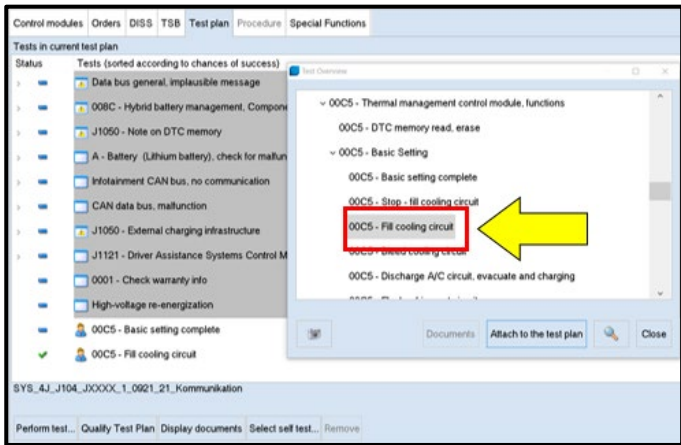 Control modules Orders DISS TSB Test plan Procedure Special Functions
Tests in current test plan
Status Tests (sorted according to chances of success)
Data bus general, implausible message
008C - Hybrid battery management, Compone
J1050 - Note on DTC memory
A - Battery (Lithium battery), check for malfun
Infotainment CAN bus, no communication
CAN data bus, malfunction
J1050 - External charging infrastructure
J1121 - Driver Assistance Systems Control M
0001 - Check warranty info
High-voltage re-energization
00C5 - Basic setting complete
00C5 - Fill cooling circuit
SYS_4J_J104_JXXXX_1_0921_21_Kommunikation
Perform test... Qualify Test Plan Display documents Select self test... Remove
Test Overview
00C5 - Thermal management control module, functions
00C5 - DTC memory read, erase
00C5 - Basic Setting
00C5 - Basic setting complete
00C5 - Stop - fill cooling circuit
00C5 - Fill cooling circuit
00C5 - Bleed cooling circuit
00C5 - Discharge A/C circuit, evacuate and charging
Documents Attach to the test plan Close